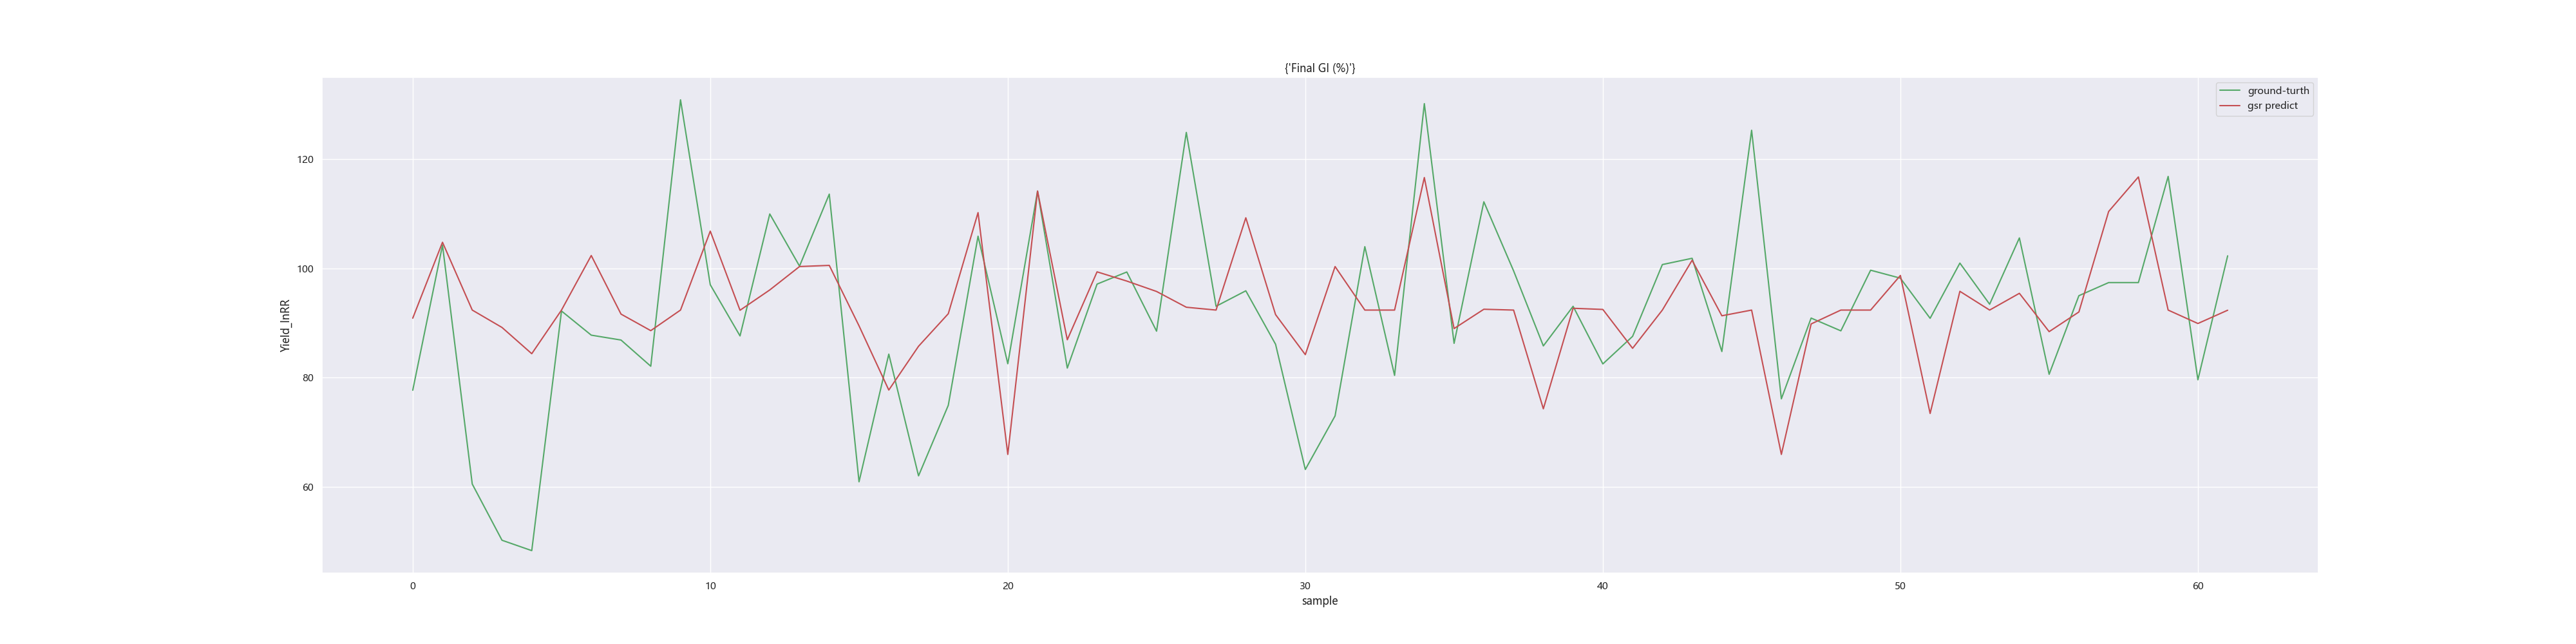 {'Final GI (%)'}
ground-turth
gsr predict
Yield_lnRR
120
100
80
60
0 10 20 30 40 50 60
sample